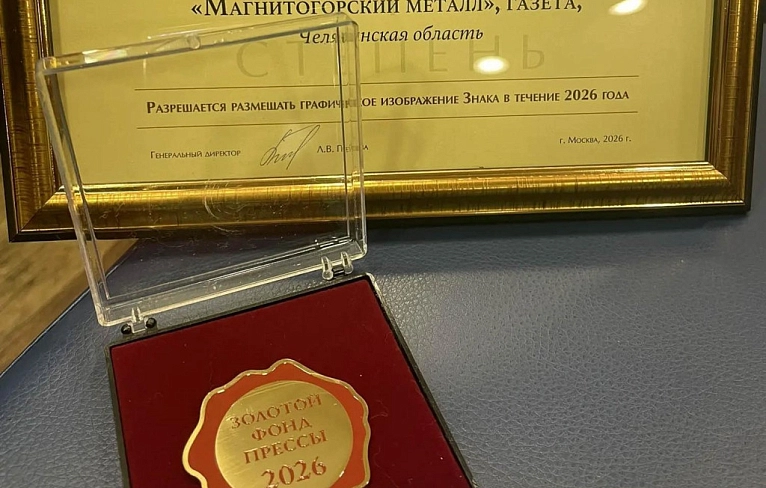 «Магнитогорский металл», газета,
Челябинская область
СТЕПЕНЬ
Разрешается размещать графическое изображение Знака в течение 2026 года
Генеральный директор Л.В.
г. Москва, 2026 г.
ЗОЛОТОЙ
ФОНД
ПРЕССЫ
2026